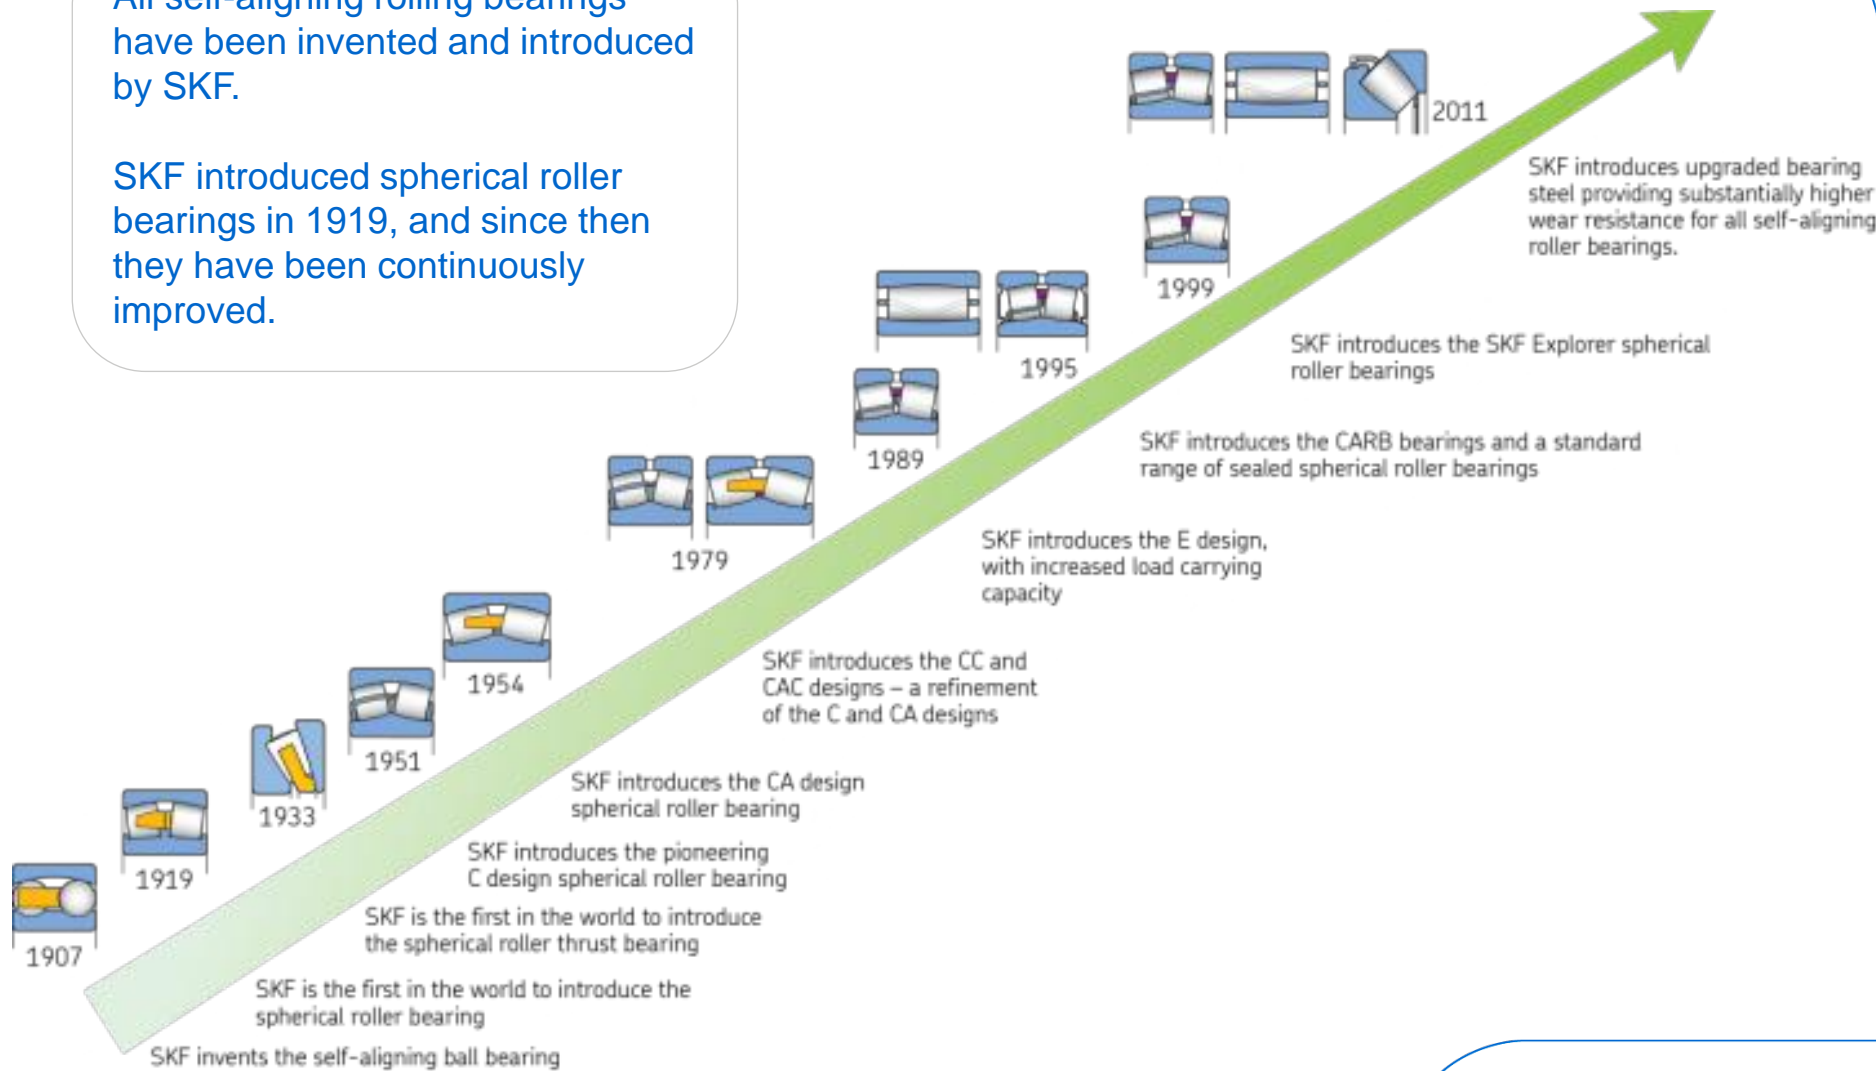 All self-aligning rolling bearings
have been invented and introduced
by SKF.
SKF introduced spherical roller
bearings in 1919, and since then
they have been continuously
improved.
2011
SKF introduces upgraded bearing
steel providing substantially higher
wear resistance for all self-aligning
roller bearings.
1999
SKF introduces the SKF Explorer spherical
roller bearings
1995
SKF introduces the CARB bearings and a standard
range of sealed spherical roller bearings
1989
SKF introduces the E design,
with increased load carrying
capacity
1979
SKF introduces the CC and
CAC designs – a refinement
of the C and CA designs
1954
SKF introduces the CA design
spherical roller bearing
1951
SKF introduces the pioneering
C design spherical roller bearing
1933
SKF is the first in the world to introduce
the spherical roller thrust bearing
1919
SKF is the first in the world to introduce the
spherical roller bearing
1907
SKF invents the self-aligning ball bearing